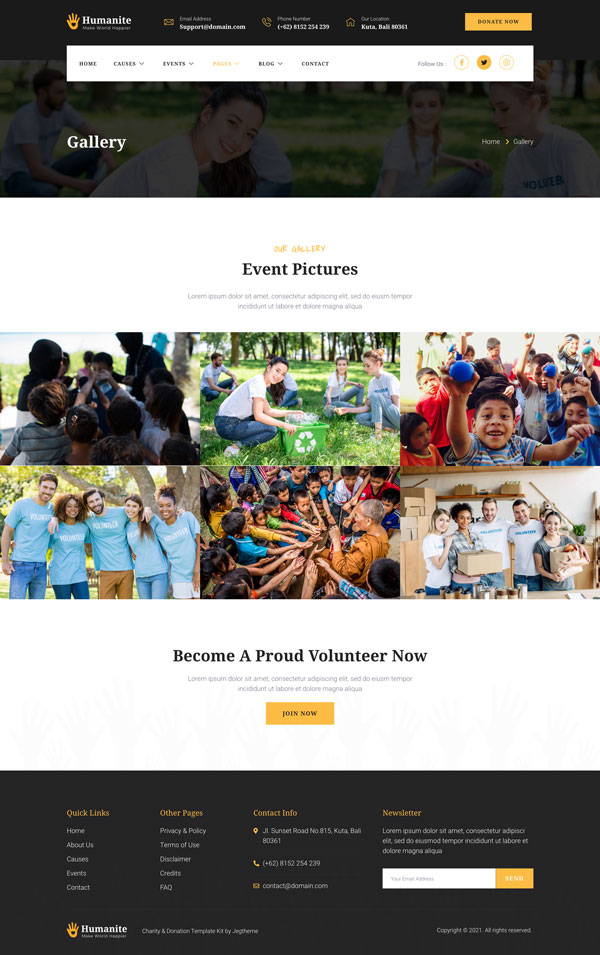 Humanite
Make World Happier
Email Address
Support@domain.com
Phone Number
(+62) 8152 254 239
Our Location
Kuta, Bali 80361
DONATE NOW
HOME
CAUSES
EVENTS
PAGES
BLOG
CONTACT
Follow Us :
Gallery
Home
Gallery
VOLUNTEER
OUR GALLERY
Event Pictures
Lorem ipsum dolor sit amet, consectetur adipiscing elit, sed do eiusm tempor
incididunt ut labore et dolore magna aliqua
VOLUNTEER
VOLUNTEER
Become A Proud Volunteer Now
Lorem ipsum dolor sit amet, consectetur adipiscing elit, sed do eiusm tempor
incididunt ut labore et dolore magna aliqua
JOIN NOW
Quick Links
Home
About Us
Causes
Events
Contact
Other Pages
Privacy & Policy
Terms of Use
Disclaimer
Credits
FAQ
Contact Info
Jl. Sunset Road No.815, Kuta, Bali
80361
(+62) 8152 254 239
contact@domain.com
Newsletter
Lorem ipsum dolor sit amet, consectetur adipisci
elit, sed do eiusmod tempor incididunt ut labore et
dolore magna aliqua
Your Email Address
SEND
Humanite
Make World Happier
Charity & Donation Template Kit by Jegtheme
Copyright © 2021. All rights reserved.